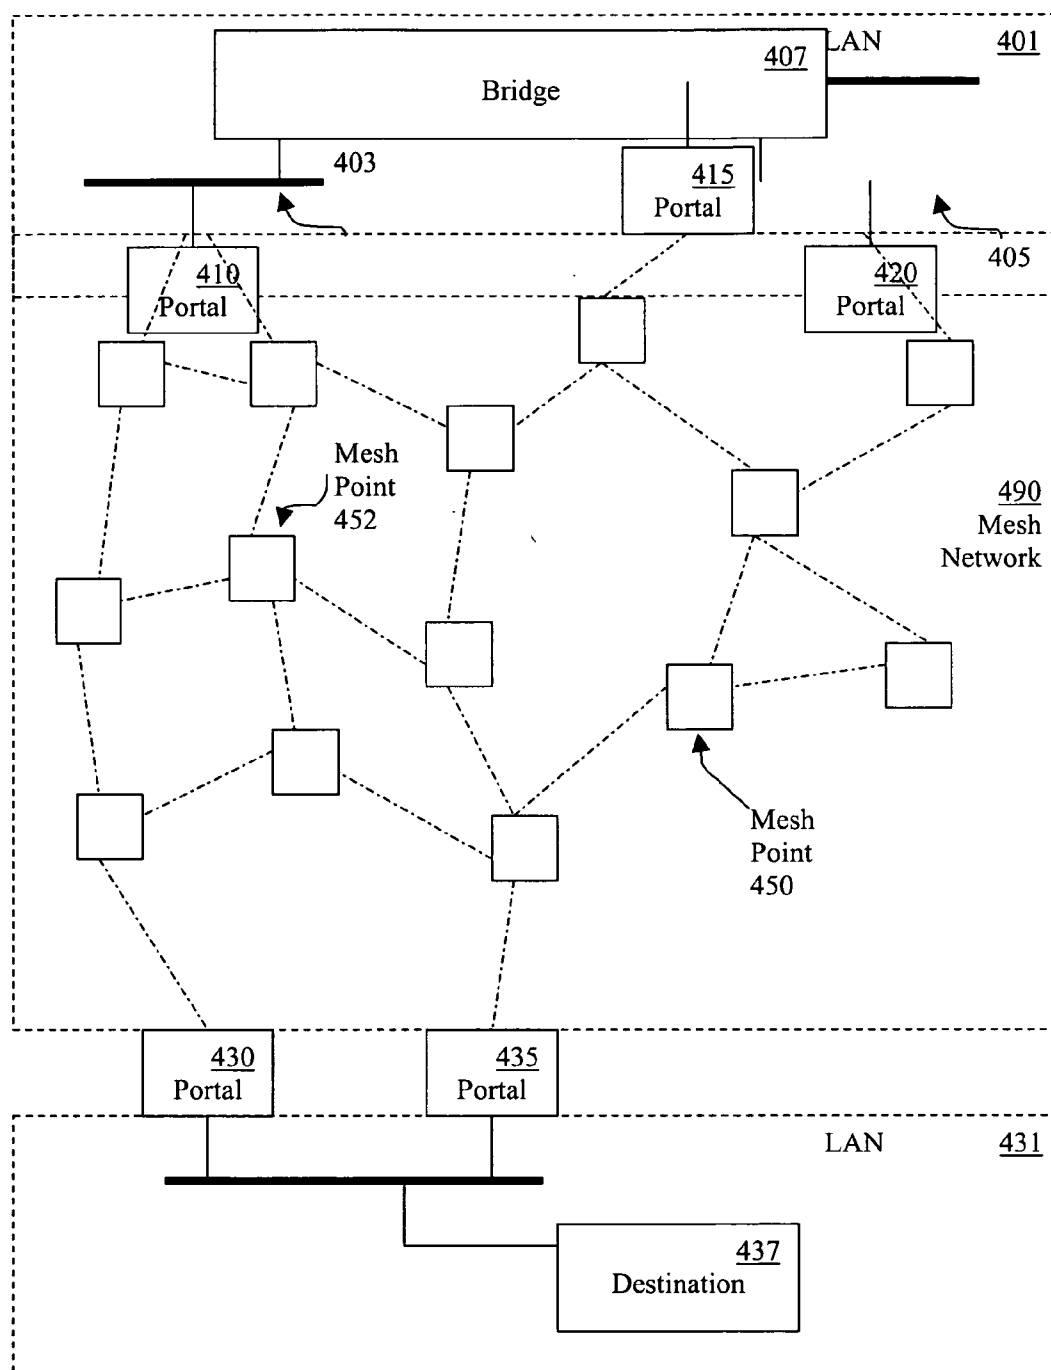 LAN 401
407
Bridge
403
415
Portal
405
410
Portal
420
Portal
Mesh
Point
452
490
Mesh
Network
Mesh
Point
450
430
Portal
435
Portal
LAN 431
437
Destination